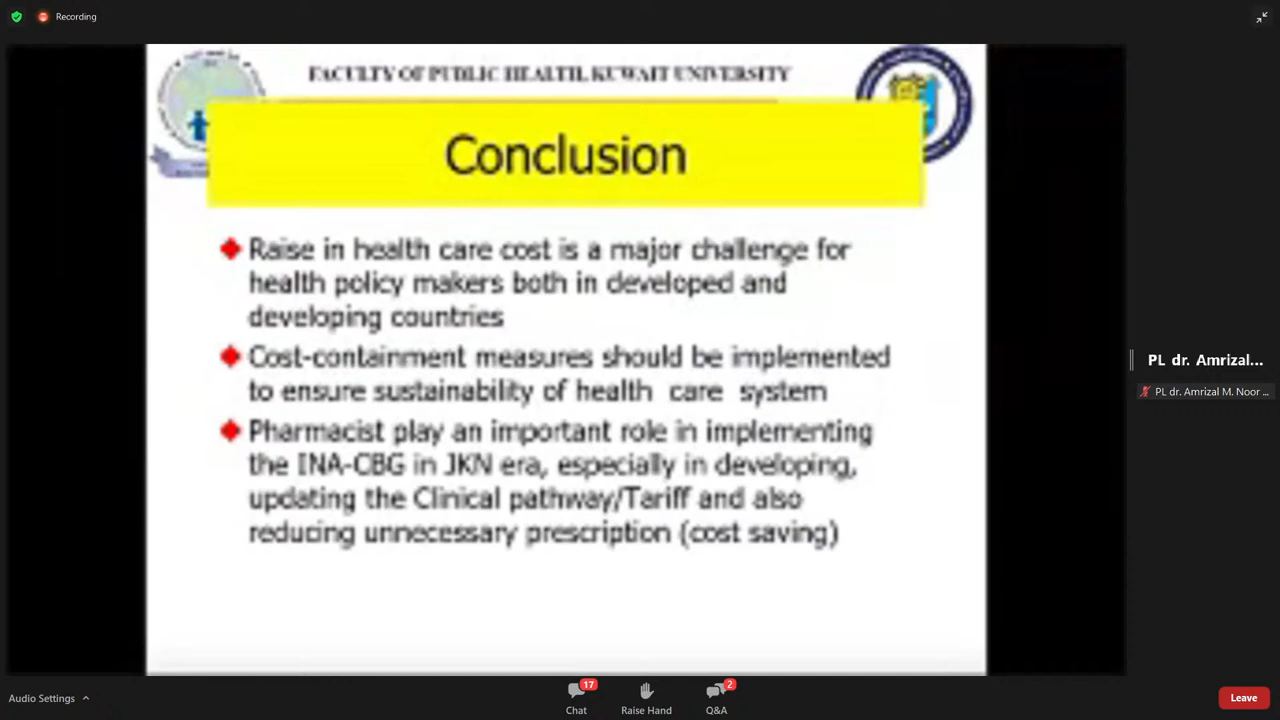 Recording
FACULTY OF PUBLIC HEALTH, KUWAIT UNIVERSITY
Conclusion
Raise in health care cost is a major challenge for
health policy makers both in developed and
developing countries
Cost-containment measures should be implemented
to ensure sustainability of health care system
Pharmacist play an important role in implementing
the INA-CBG in JKN era, especially in developing,
updating the Clinical pathway/Tariff and also
reducing unnecessary prescription (cost saving)
PL dr. Amrizal...
PL dr. Amrizal M. Noor ...
Audio Settings
17
Chat
Raise Hand
2
Q&A
Leave